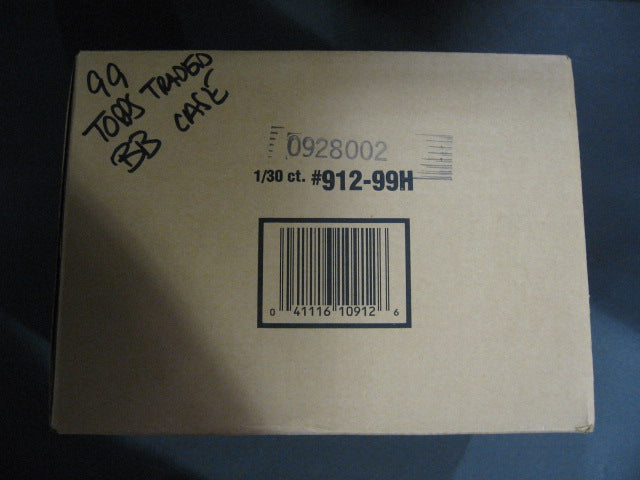 99
TOPPS TRADED
BB CASE
0928002
1/30 ct. #912-99H
0 41116 10912 6